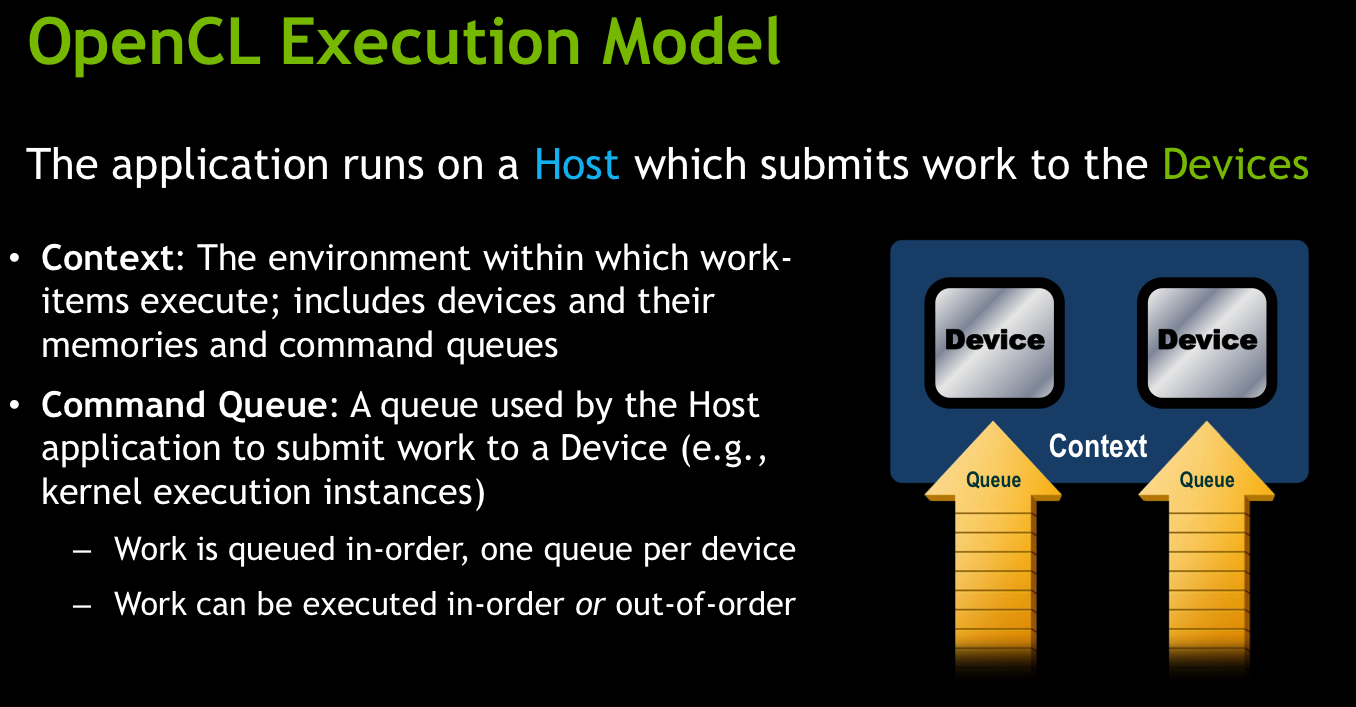 OpenCL Execution Model
The application runs on a Host which submits work to the Devices
• Context: The environment within which work-
items execute; includes devices and their
memories and command queues
• Command Queue: A queue used by the Host
application to submit work to a Device (e.g.,
kernel execution instances)
– Work is queued in-order, one queue per device
– Work can be executed in-order or out-of-order
Device
Device
Context
Queue
Queue